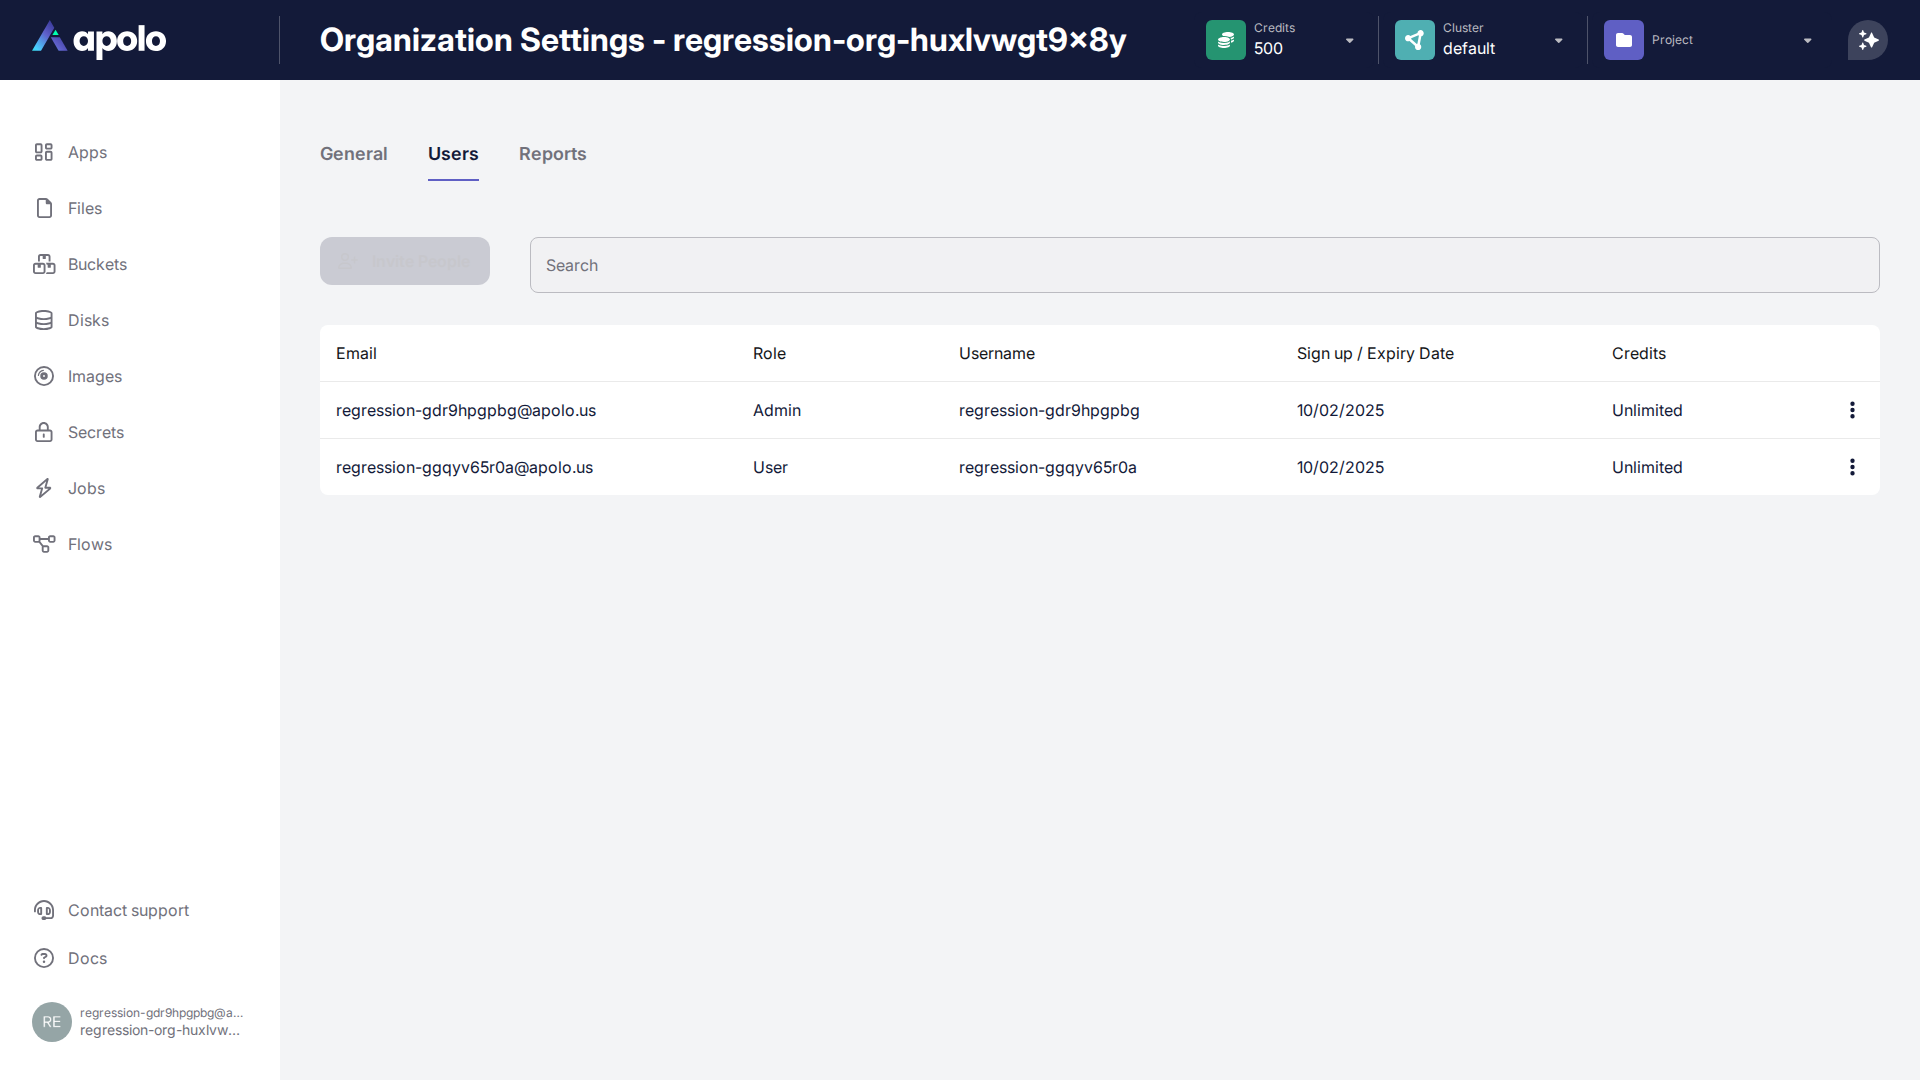 apolo
Organization Settings - regression-org-huxlvwgt9x8y
Credits
500
Cluster
default
Project
Apps
Files
Buckets
Disks
Images
Secrets
Jobs
Flows
Contact support
Docs
RE
regression-gdr9hpgpbg@a...
regression-org-huxlvw...
General Users Reports
Invite People
Search
Email Role Username Sign up / Expiry Date Credits
regression-gdr9hpgpbg@apolo.us Admin regression-gdr9hpgpbg 10/02/2025 Unlimited
regression-ggqyv65r0a@apolo.us User regression-ggqyv65r0a 10/02/2025 Unlimited